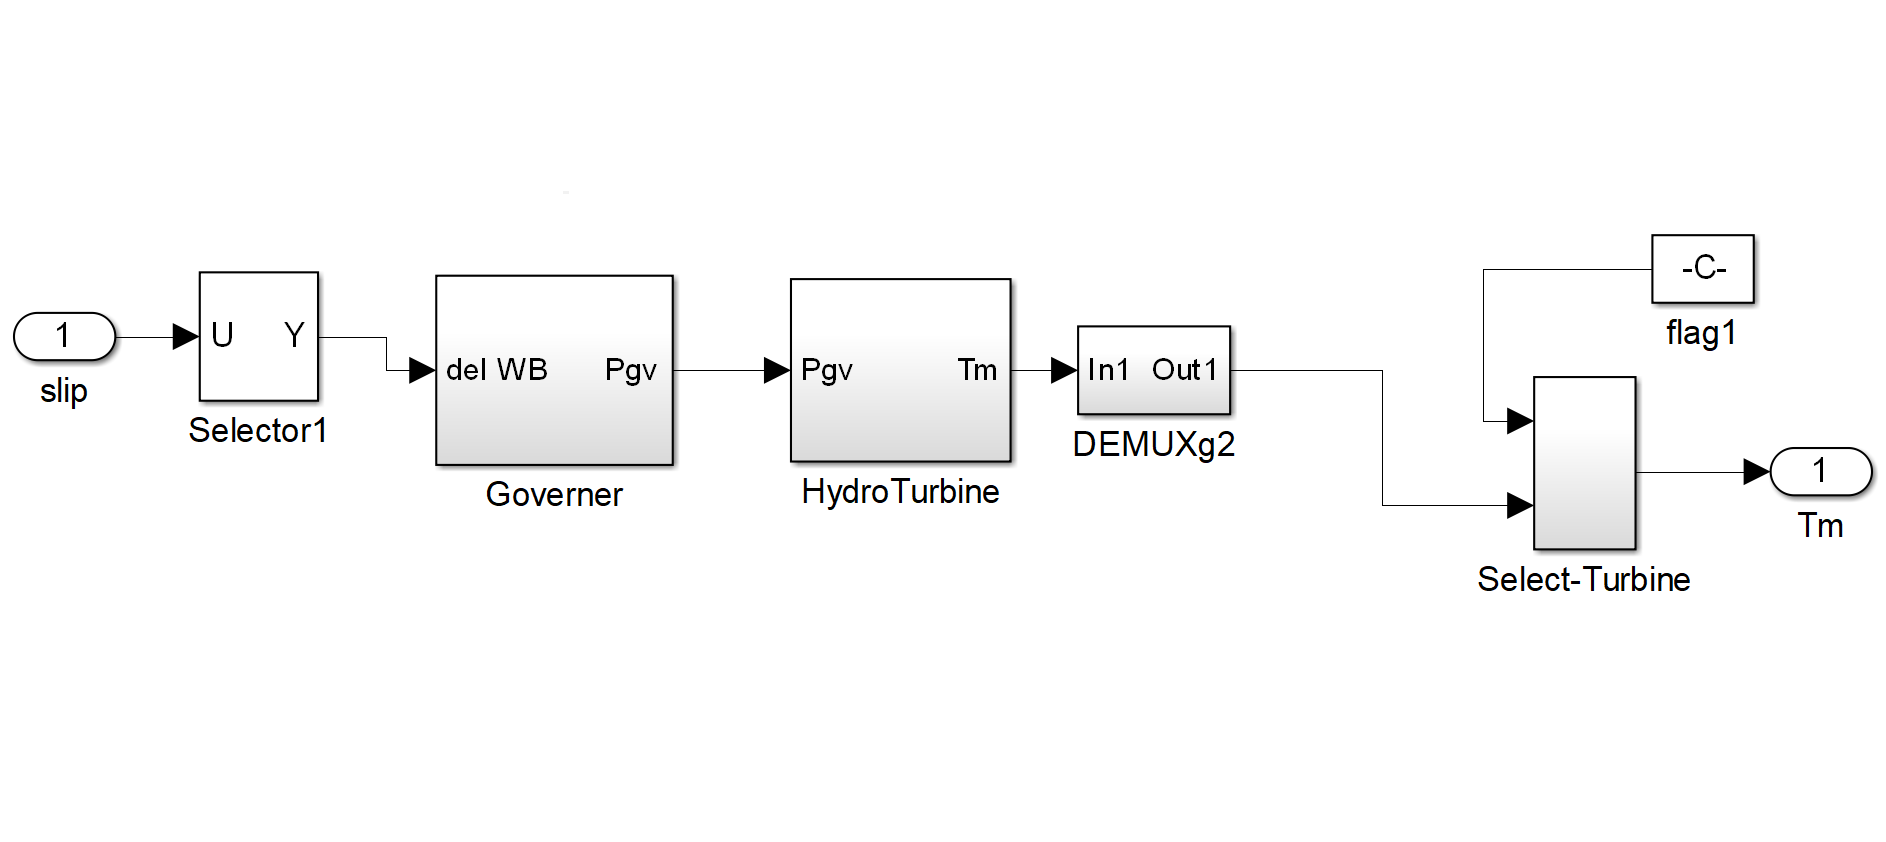 1
slip
U Y
Selector1
del WB Pgv
Governer
Pgv Tm
HydroTurbine
In1 Out1
DEMUXg2
-C-
flag1
Select-Turbine
1
Tm